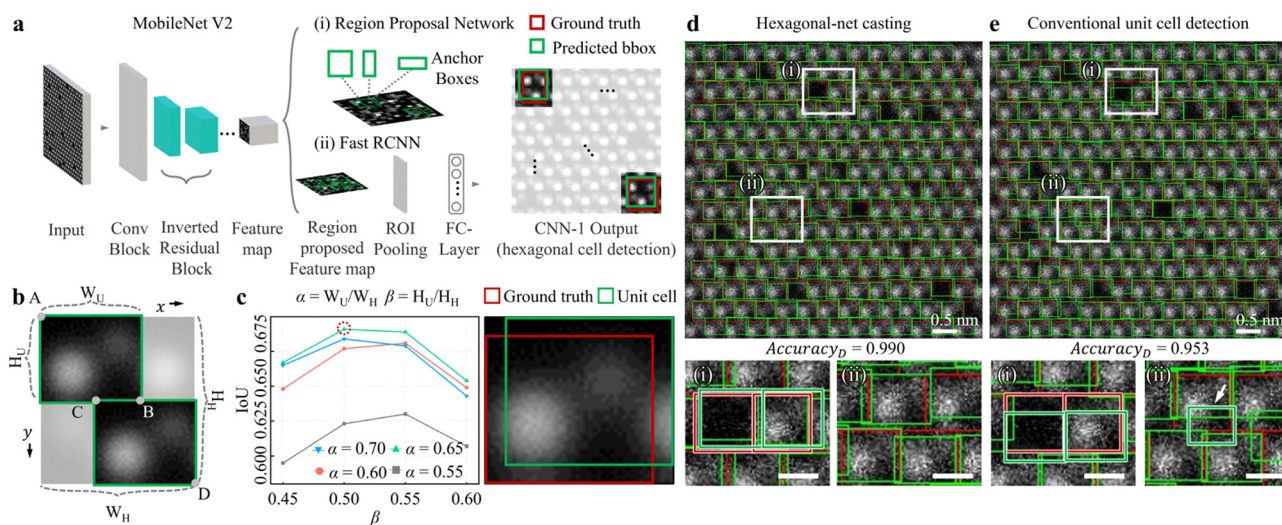 a
MobileNet V2
(i) Region Proposal Network
Ground truth
Predicted bbox
Anchor
Boxes
(ii) Fast RCNN
Input
Conv
Block
Inverted
Residual
Block
Feature
map
Region
proposed
Feature map
ROI
Pooling
FC-
Layer
CNN-1 Output
(hexagonal cell detection)
b
A
W_U
x
H_U
C
B
H_H
y
D
W_H
c
α = W_U/W_H β = H_U/H_H
Ground truth
Unit cell
IoU
0.675
0.650
0.625
0.600
α = 0.70
α = 0.65
α = 0.60
α = 0.55
0.45
0.50
0.55
0.60
β
d
Hexagonal-net casting
(i)
(ii)
0.5 nm
Accuracy_D = 0.990
(i)
(ii)
e
Conventional unit cell detection
(i)
(ii)
0.5 nm
Accuracy_D = 0.953
(i)
(ii)